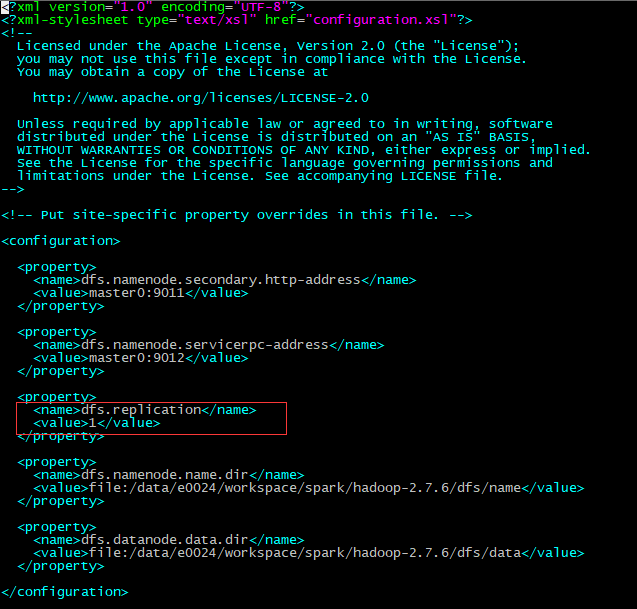 <?xml version="1.0" encoding="UTF-8"?>
<?xml-stylesheet type="text/xsl" href="configuration.xsl"?>
<!--
  Licensed under the Apache License, Version 2.0 (the "License");
  you may not use this file except in compliance with the License.
  You may obtain a copy of the License at

    http://www.apache.org/licenses/LICENSE-2.0

  Unless required by applicable law or agreed to in writing, software
  distributed under the License is distributed on an "AS IS" BASIS,
  WITHOUT WARRANTIES OR CONDITIONS OF ANY KIND, either express or implied.
  See the License for the specific language governing permissions and
  limitations under the License. See accompanying LICENSE file.
-->

<!-- Put site-specific property overrides in this file. -->

<configuration>

  <property>
    <name>dfs.namenode.secondary.http-address</name>
    <value>master0:9011</value>
  </property>

  <property>
    <name>dfs.namenode.servicerpc-address</name>
    <value>master0:9012</value>
  </property>

  <property>
    <name>dfs.replication</name>
    <value>1</value>
  </property>

  <property>
    <name>dfs.namenode.name.dir</name>
    <value>file:/data/e0024/workspace/spark/hadoop-2.7.6/dfs/name</value>
  </property>

  <property>
    <name>dfs.datanode.data.dir</name>
    <value>file:/data/e0024/workspace/spark/hadoop-2.7.6/dfs/data</value>
  </property>

</configuration>